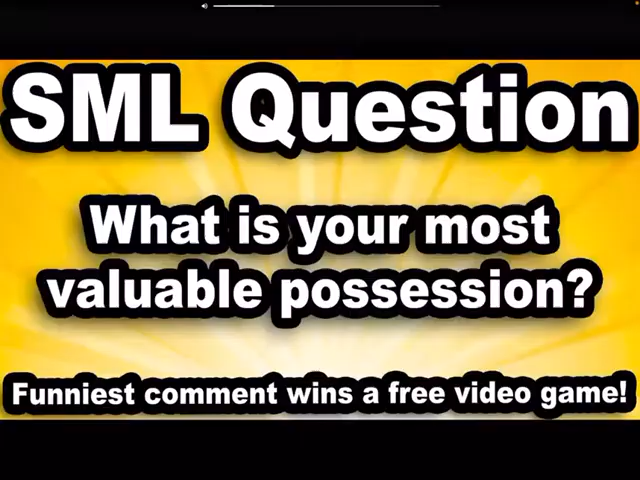 SML Question
What is your most
valuable possession?
Funniest comment wins a free video game!